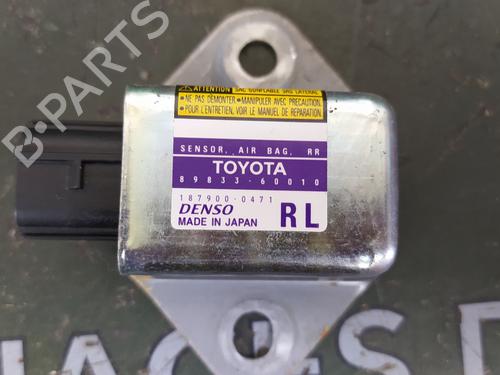 B-PARTS
ATTENTION SAC GONFLABLE SRS LATERAL
•NE PAS DÉMONTER •MANIPULER AVEC PRÉCAUTION.
•POUR L'ENTRETIEN, VOIR LE MANUEL DE RÉPARATION.
SENSOR, AIR BAG, RR
TOYOTA
89833-60010
187900-0471
DENSO
MADE IN JAPAN
RL